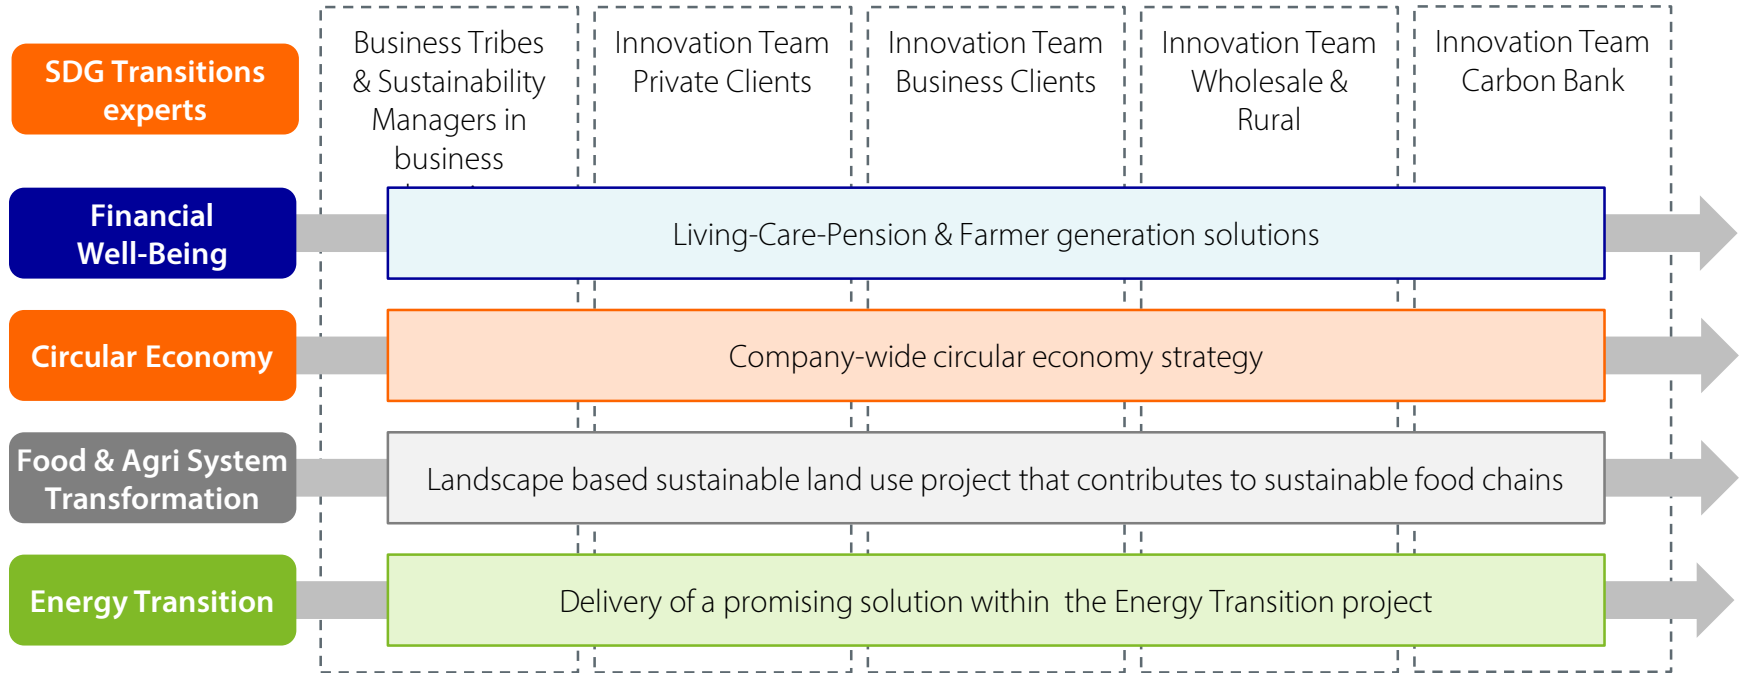 SDG Transitions
experts
Business Tribes
& Sustainability
Managers in
business
Innovation Team
Private Clients
Innovation Team
Business Clients
Innovation Team
Wholesale &
Rural
Innovation Team
Carbon Bank
Financial
Well-Being
Living-Care-Pension & Farmer generation solutions
Circular Economy
Company-wide circular economy strategy
Food & Agri System
Transformation
Landscape based sustainable land use project that contributes to sustainable food chains
Energy Transition
Delivery of a promising solution within  the Energy Transition project